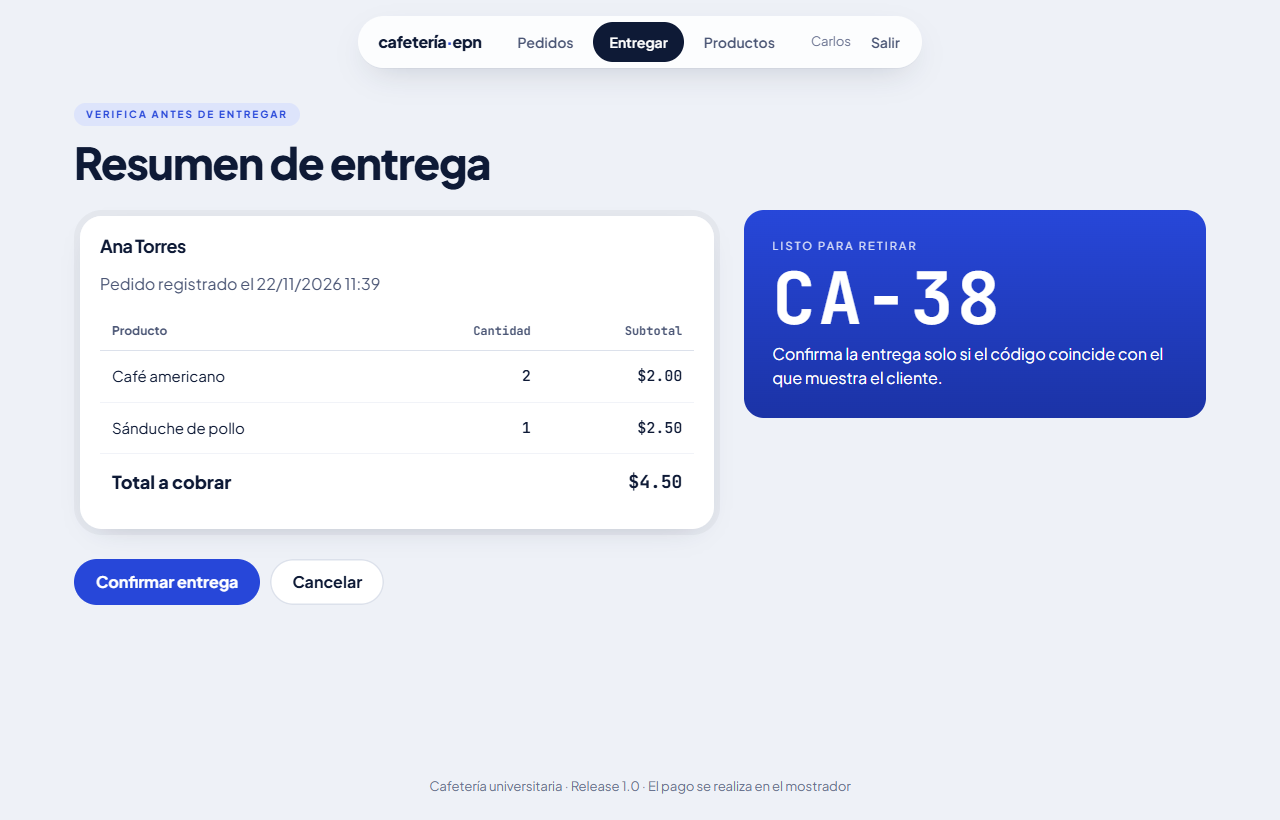 cafetería·epn Pedidos Entregar Productos Carlos Salir
VERIFICA ANTES DE ENTREGAR
Resumen de entrega
Ana Torres
Pedido registrado el 22/11/2026 11:39
Producto Cantidad Subtotal
Café americano 2 $2.00
Sánduche de pollo 1 $2.50
Total a cobrar $4.50
LISTO PARA RETIRAR
CA-38
Confirma la entrega solo si el código coincide con el
que muestra el cliente.
Confirmar entrega Cancelar
Cafetería universitaria · Release 1.0 · El pago se realiza en el mostrador